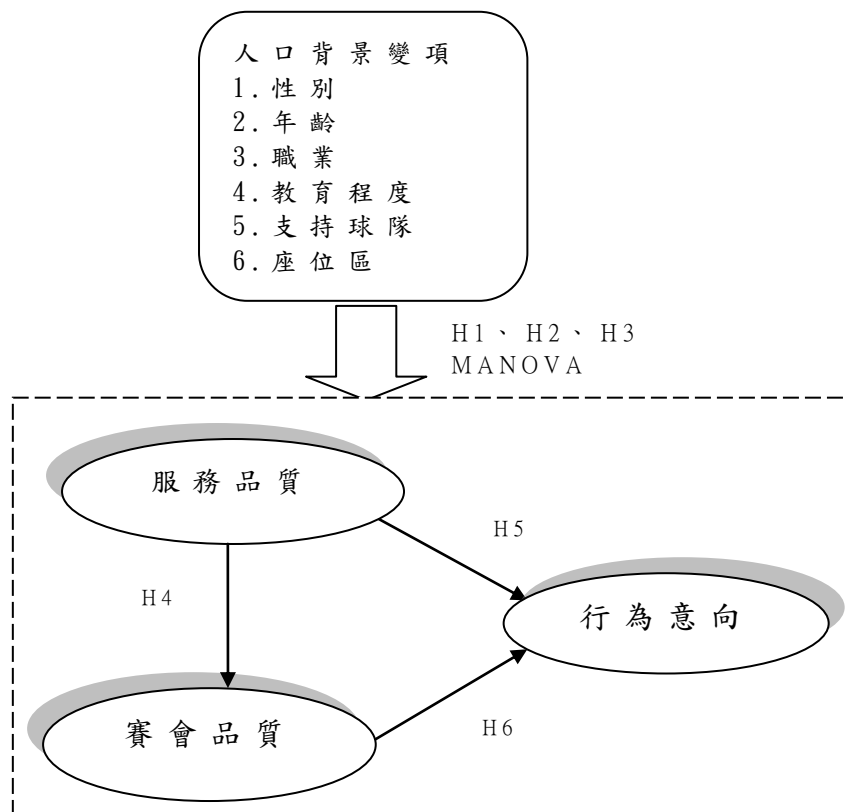 人口背景變項
1.性別
2.年齡
3.職業
4.教育程度
5.支持球隊
6.座位區
H1、H2、H3
MANOVA
服務品質
H5
H4
行為意向
賽會品質
H6